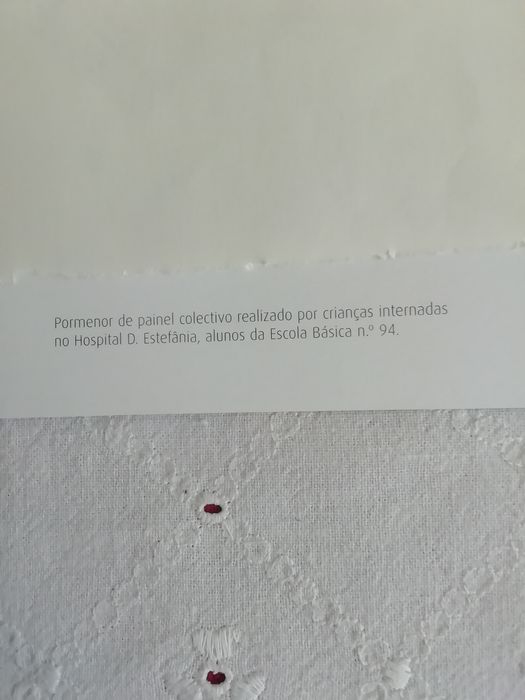 Pormenor de painel colectivo realizado por crianças internadas
no Hospital D. Estefânia, alunos da Escola Básica n.º 94.